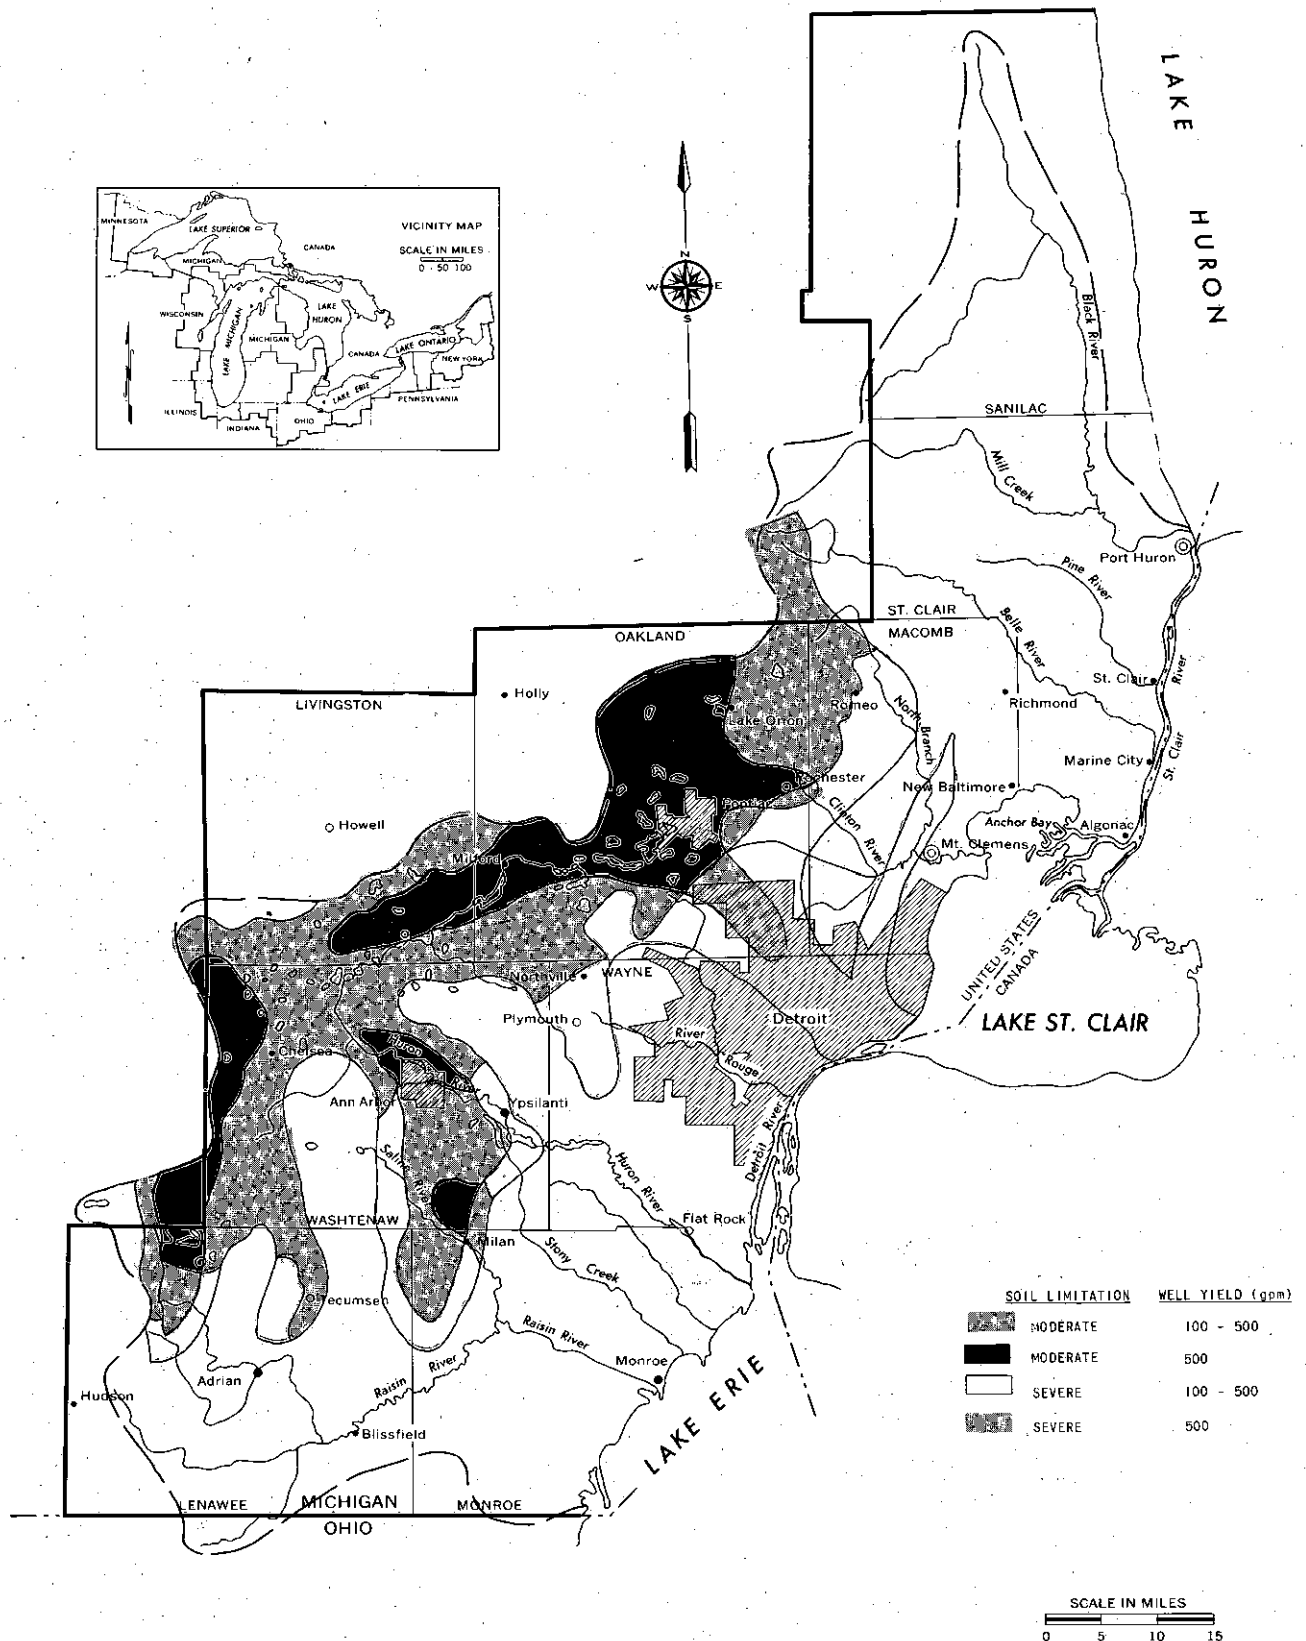 LAKE HURON
VICINITY MAP
SCALE IN MILES
0 - 50 100
MINNESOTA
LAKE SUPERIOR
CANADA
MICHIGAN
WISCONSIN
LAKE MICHIGAN
LAKE HURON
MICHIGAN
CANADA
LAKE ONTARIO
NEW YORK
LAKE ERIE
PENNSYLVANIA
ILLINOIS
INDIANA
OHIO
N
W E
S
Black River
SANILAC
Mill Creek
Port Huron
Pine River
ST. CLAIR
MACOMB
OAKLAND
Belle River
St. Clair
St. Clair River
LIVINGSTON
Holly
Lake Orion
Romeo
North Branch
Richmond
Marine City
Rochester
New Baltimore
Pontiac
Clinton River
Anchor Bay
Algonac
Howell
Mt. Clemens
Milford
UNITED STATES
CANADA
Northville
WAYNE
Plymouth
Detroit
LAKE ST. CLAIR
River Rouge
Chelsea
Huron River
Ann Arbor
Ypsilanti
Detroit River
Saline River
Huron River
WASHTENAW
Flat Rock
Milan
Stony Creek
Tecumseh
Raisin River
Monroe
Adrian
Raisin River
Hudson
Blissfield
LAKE ERIE
LENAWEE
MICHIGAN
MONROE
OHIO
SOIL LIMITATION WELL YIELD (gpm)
MODERATE 100 - 500
MODERATE 500
SEVERE 100 - 500
SEVERE 500
SCALE IN MILES
0 5 10 15